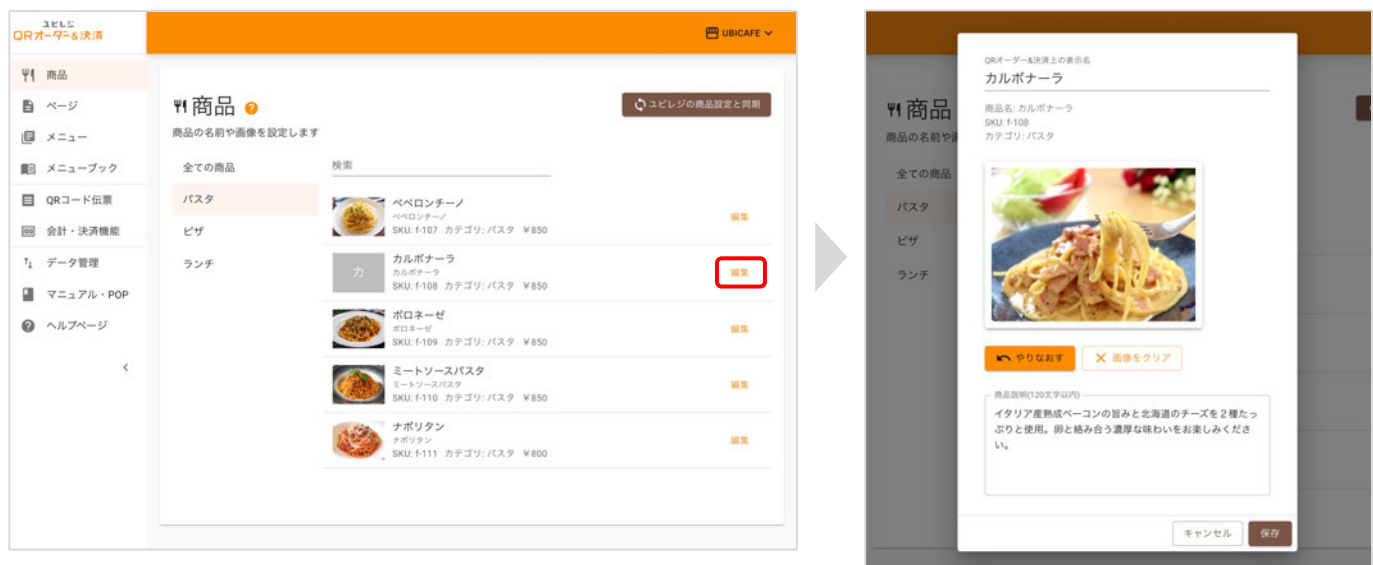 ユビレジ
QRオーダー&決済
UBICAFE
商品
ページ
メニュー
メニューブック
QRコード伝票
会計・決済機能
データ管理
マニュアル・POP
ヘルプページ
商品
ユビレジの商品設定と同期
商品の名前や画像を設定します
全ての商品
パスタ
ピザ
ランチ
検索
ペペロンチーノ
ペペロンチーノ
SKU: f-107 カテゴリ: パスタ ￥850
編集
カ
カルボナーラ
カルボナーラ
SKU: f-108 カテゴリ: パスタ ￥850
編集
ボロネーゼ
ボロネーゼ
SKU: f-109 カテゴリ: パスタ ￥850
編集
ミートソースパスタ
ミートソースパスタ
SKU: f-110 カテゴリ: パスタ ￥850
編集
ナポリタン
ナポリタン
SKU: f-111 カテゴリ: パスタ ￥800
編集
商品
商品の名前や
全ての商品
パスタ
ピザ
ランチ
QRオーダー&決済上の表示名
カルボナーラ
商品名: カルボナーラ
SKU: f-108
カテゴリ: パスタ
やりなおす
画像をクリア
商品説明(120文字以内)
イタリア産熟成ベーコンの旨みと北海道のチーズを２種たっ
ぷりと使用。卵と絡み合う濃厚な味わいをお楽しみくださ
い。
キャンセル
保存